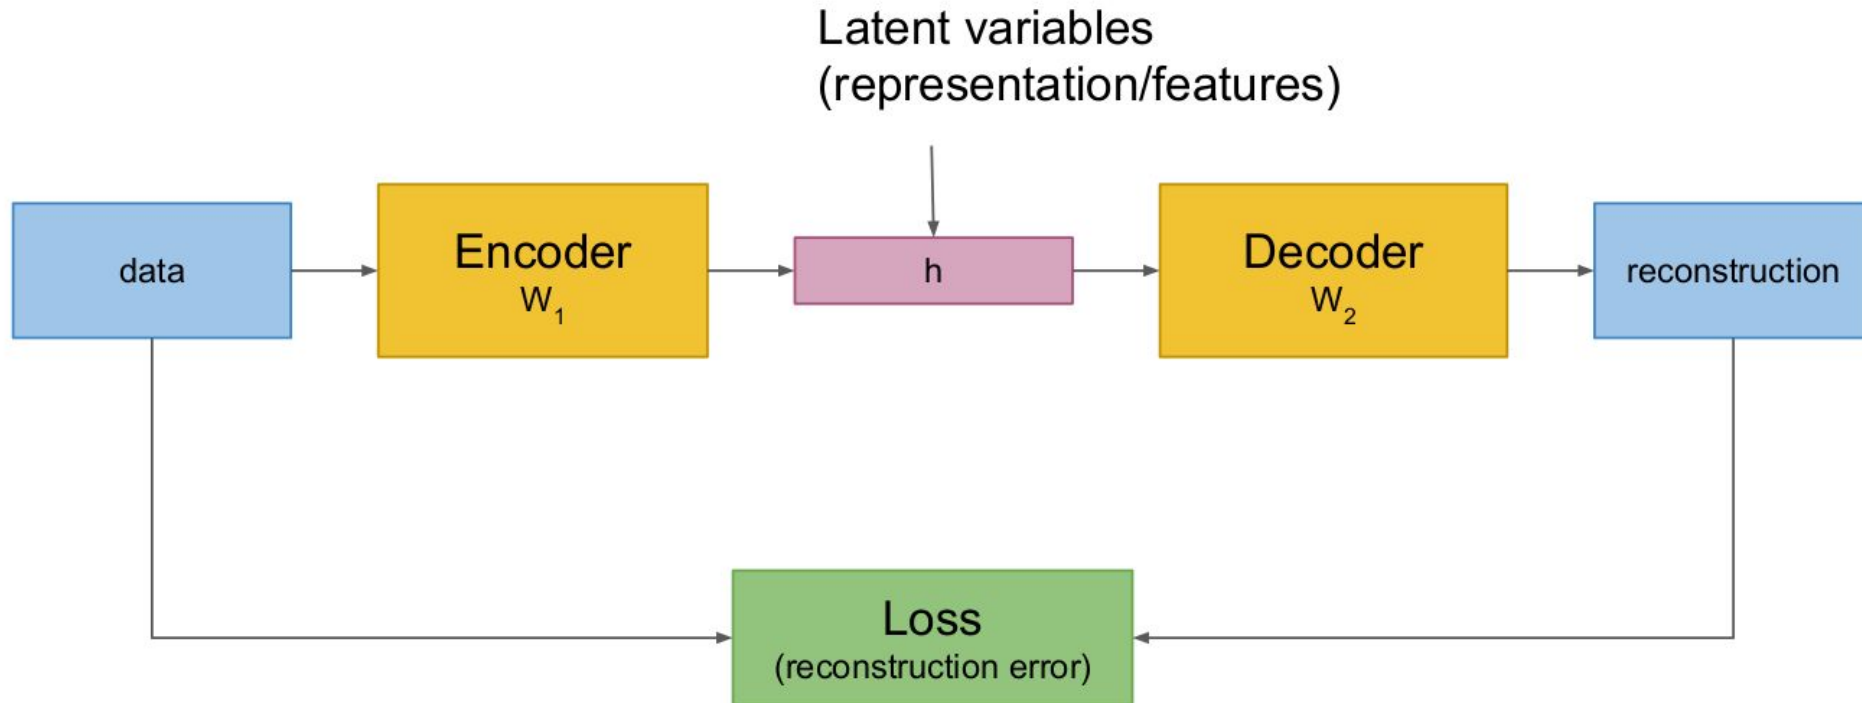 Latent variables
(representation/features)
data
Encoder
W₁
h
Decoder
W₂
reconstruction
Loss
(reconstruction error)